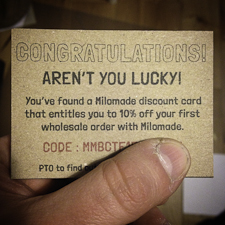 CONGRATULATIONS!
AREN'T YOU LUCKY!
You've found a Milomade discount card
that entitles you to 10% off your first
wholesale order with Milomade.
CODE :
PTO to find